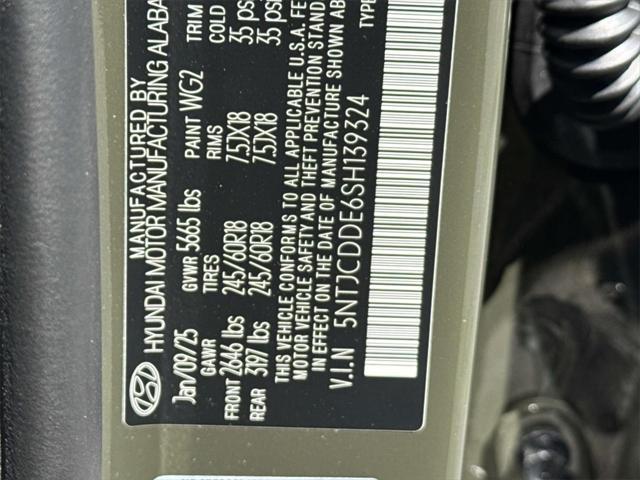 MANUFACTURED BY
HYUNDAI MOTOR MANUFACTURING ALABA
Jan/09/25 GVWR 5665 lbs PAINT WG2 TRIM
GAWR TIRES RIMS COLD
FRONT 2646 lbs 245/60R18 7.5JX18 35 ps
REAR 3197 lbs 245/60R18 7.5JX18 35 ps
THIS VEHICLE CONFORMS TO ALL APPLICABLE U.S.A. FE
MOTOR VEHICLE SAFETY AND THEFT PREVENTION STAND
IN EFFECT ON THE DATE OF MANUFACTURE SHOWN AB
V.I.N 5NTJCDDE6SH139324 TYPE